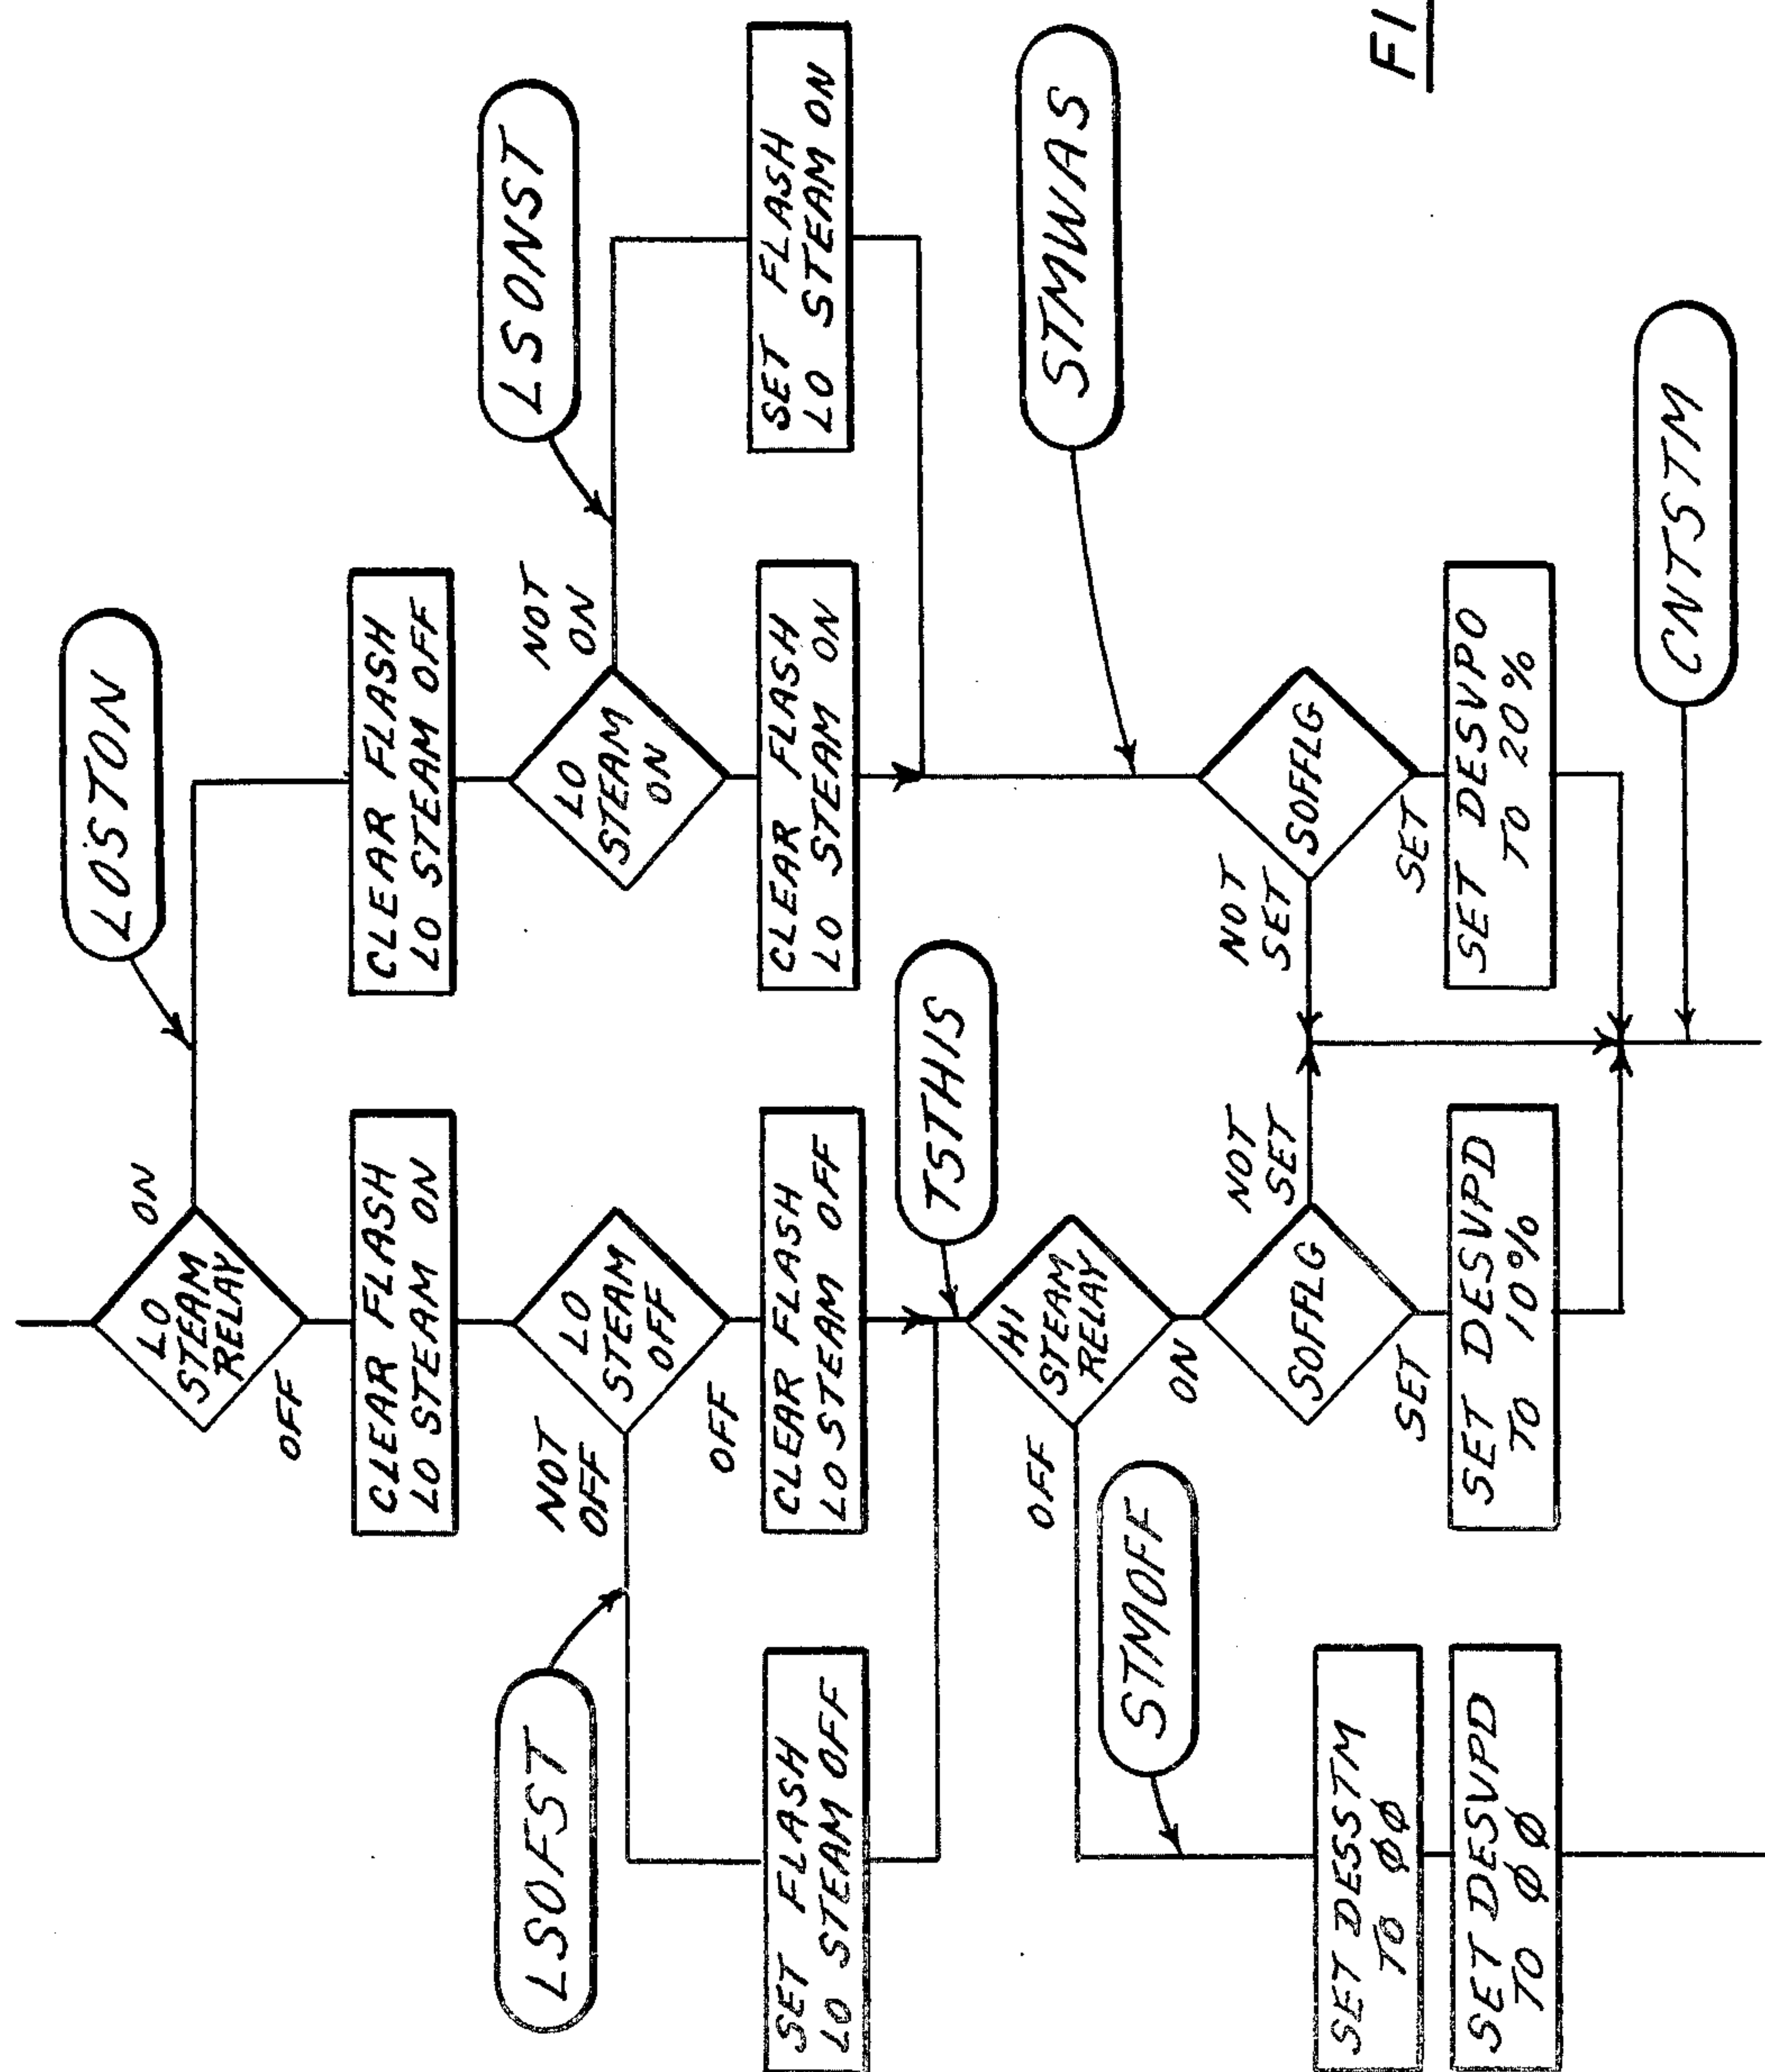 LOSTON
LO
STEAM
RELAY
ON
OFF
CLEAR FLASH
LO STEAM ON
CLEAR FLASH
LO STEAM OFF
LSOFST
NOT
OFF
LO
STEAM
OFF
OFF
LO
STEAM
ON
NOT
ON
LSONST
SET FLASH
LO STEAM OFF
CLEAR FLASH
LO STEAM OFF
CLEAR FLASH
LO STEAM ON
SET FLASH
LO STEAM ON
TSTHIS
STMWAS
OFF
HI
STEAM
RELAY
ON
STMOFF
SOFFLG
NOT
SET
SET
NOT
SET
SOFFLG
SET
SET DESSTM
TO ØØ
SET DESVPD
TO ØØ
SET DESVPD
TO 10%
SET DESVPO
TO 20%
CNTSTM
FI